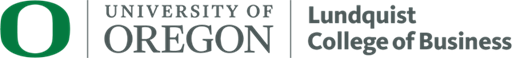 O
UNIVERSITY OF
OREGON
Lundquist
College of Business